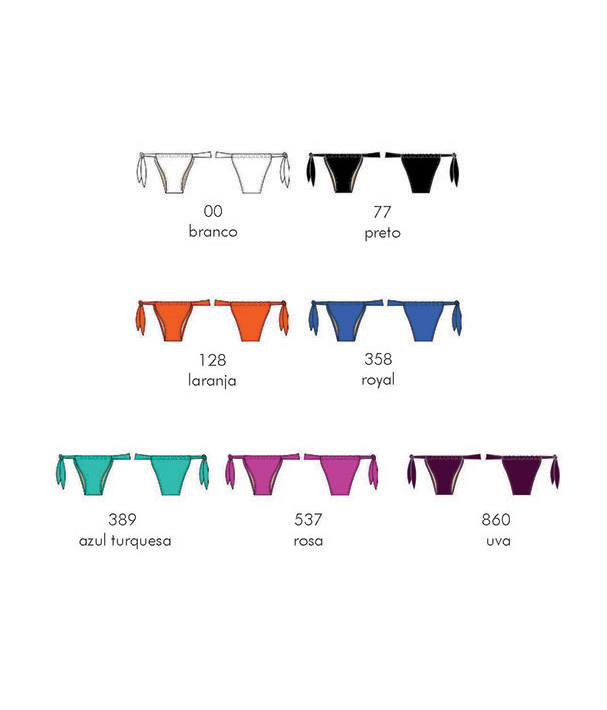 00
branco
77
preto
128
laranja
358
royal
389
azul turquesa
537
rosa
860
uva